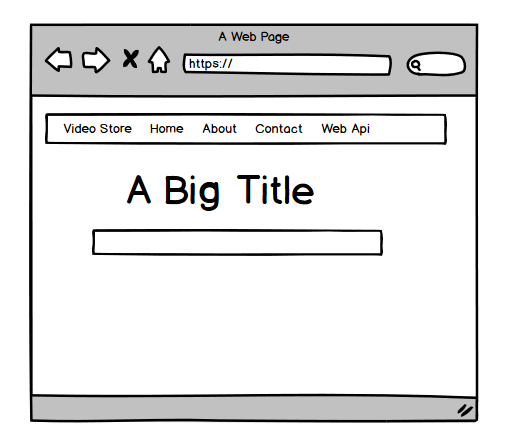 A Web Page
https://
Video Store Home About Contact Web Api
A Big Title